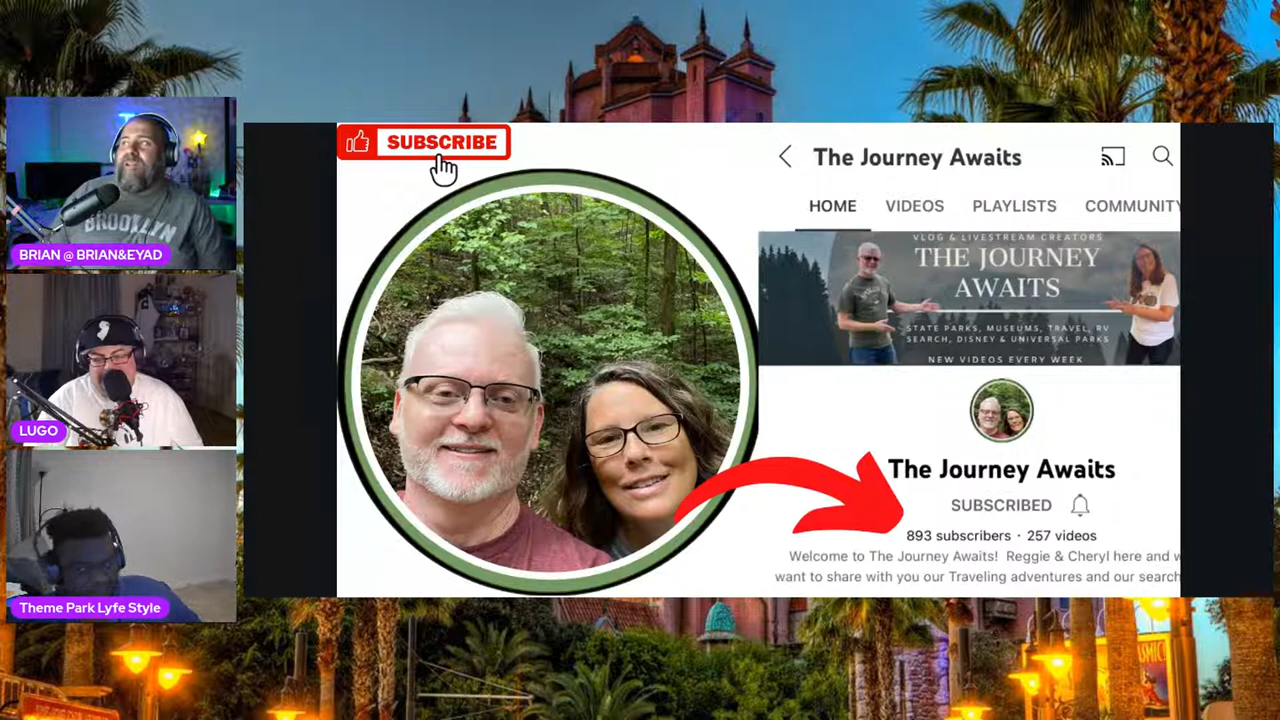 BRIAN @ BRIAN&EYAD
BROOKLYN
LUGO
Theme Park Lyfe Style
SUBSCRIBE
The Journey Awaits
HOME VIDEOS PLAYLISTS COMMUNITY
VLOG & LIVESTREAM CREATORS
THE JOURNEY
AWAITS
STATE PARKS, MUSEUMS, TRAVEL, RV
SEARCH, DISNEY & UNIVERSAL PARKS
NEW VIDEOS EVERY WEEK
The Journey Awaits
SUBSCRIBED
893 subscribers · 257 videos
Welcome to The Journey Awaits! Reggie & Cheryl here and w
want to share with you our Traveling adventures and our search